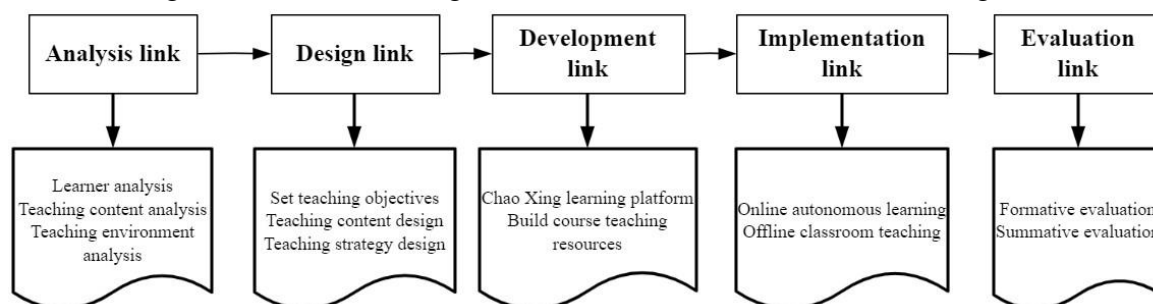 Analysis link
Design link
Development
link
Implementation
link
Evaluation
link
Learner analysis
Teaching content analysis
Teaching environment
analysis
Set teaching objectives
Teaching content design
Teaching strategy design
Chao Xing learning platform
Build course teaching
resources
Online autonomous learning
Offline classroom teaching
Formative evaluation
Summative evaluation